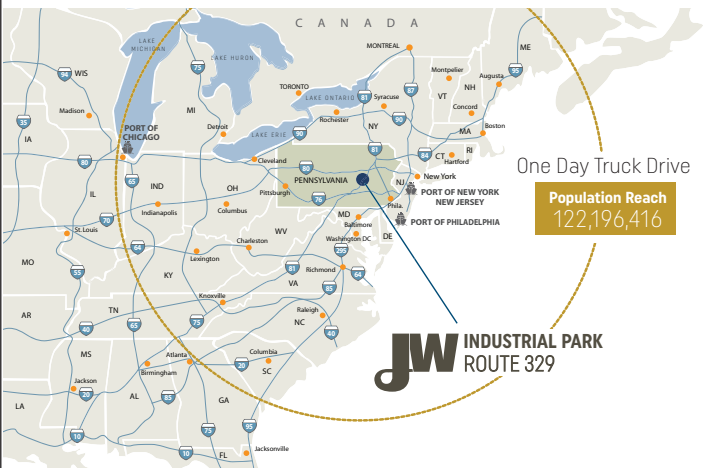 CANADA
LAKE
MICHIGAN
LAKE HURON
MONTREAL
ME
75
95
94
WIS
Montpelier
Augusta
TORONTO
NH
VT
87
LAKE ONTARIO
81
Syracuse
Madison
MI
Concord
35
Rochester
90
PORT OF
CHICAGO
Detroit
NY
MA
Boston
LAKE ERIE
90
IA
81
RI
84
CT
Hartford
80
Cleveland
80
One Day Truck Drive
65
IND
PENNSYLVANIA
New York
NJ
OH
Pittsburgh
PORT OF NEW YORK
NEW JERSEY
Population Reach
122,196,416
IL
76
Phila.
Indianapolis
Columbus
MD
70
Baltimore
PORT OF PHILADELPHIA
St.Louis
WV
Washington DC
DE
64
Charleston
295
Lexington
MO
55
KY
81
Richmond
64
VA
85
Knoxville
TN
Raleigh
AR
40
65
75
NC
40
JW
INDUSTRIAL PARK
ROUTE 329
MS
Atlanta
Columbia
Birmingham
20
SC
Jackson
20
AL
85
GA
LA
10
75
95
10
FL
Jacksonville